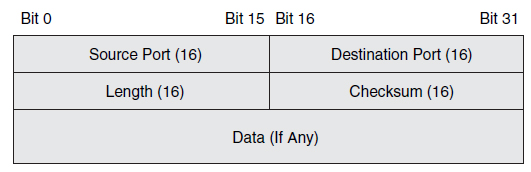 Bit 0 Bit 15 Bit 16 Bit 31
Source Port (16) Destination Port (16)
Length (16) Checksum (16)
Data (If Any)